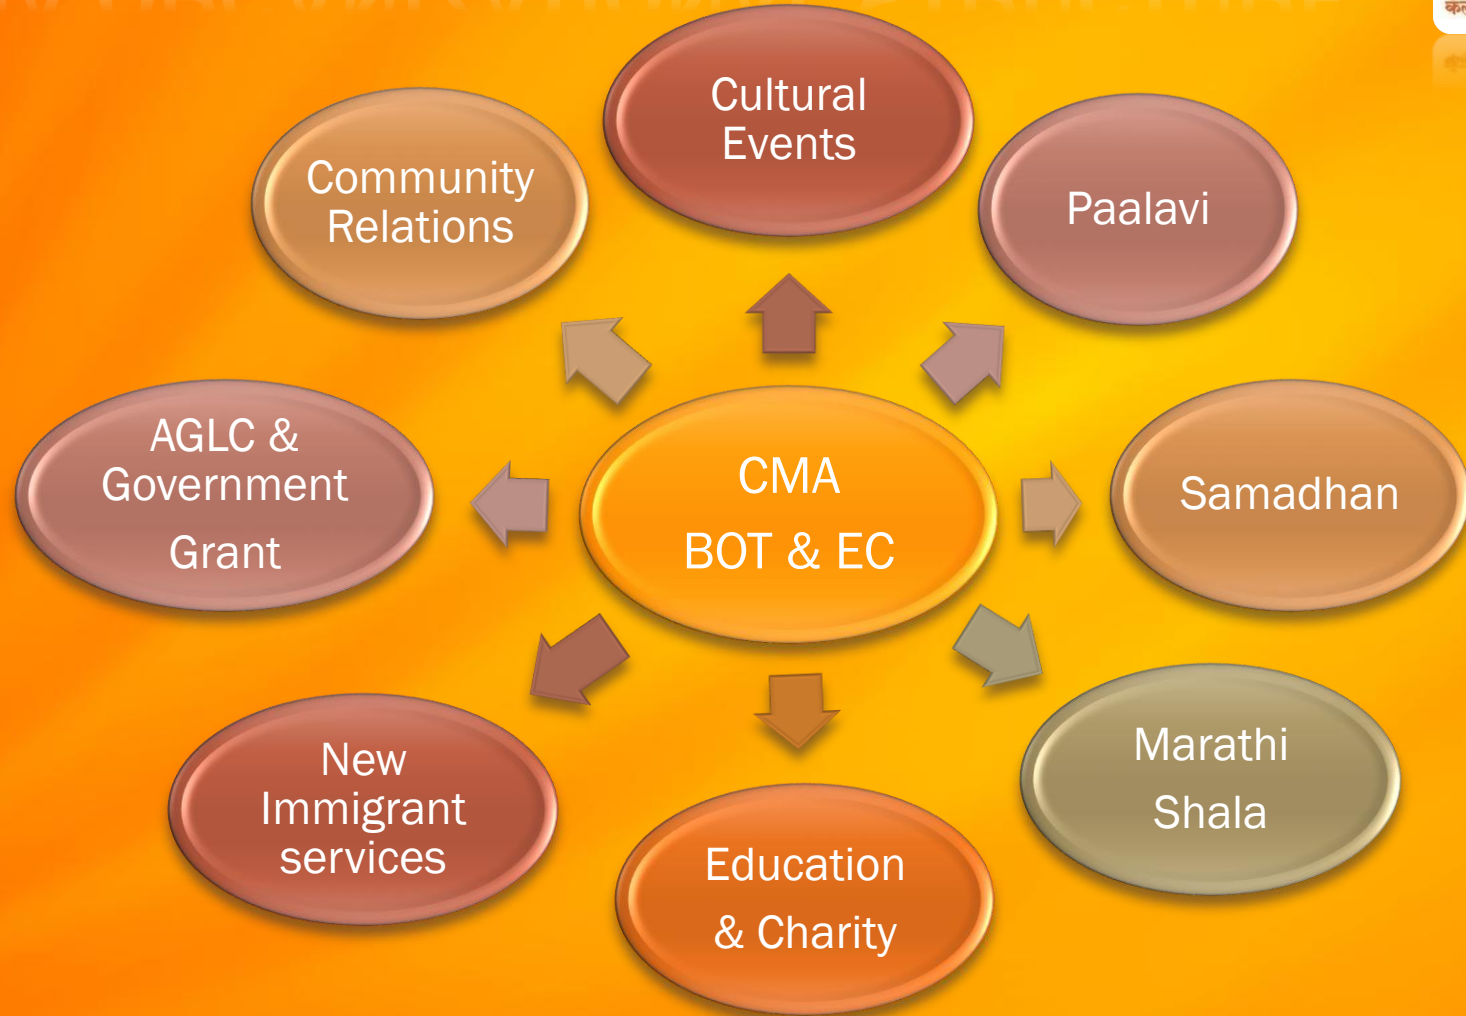 Cultural
Events
Community
Relations
Paalavi
AGLC &
Government
Grant
CMA
BOT & EC
Samadhan
New
Immigrant
services
Marathi
Shala
Education
& Charity